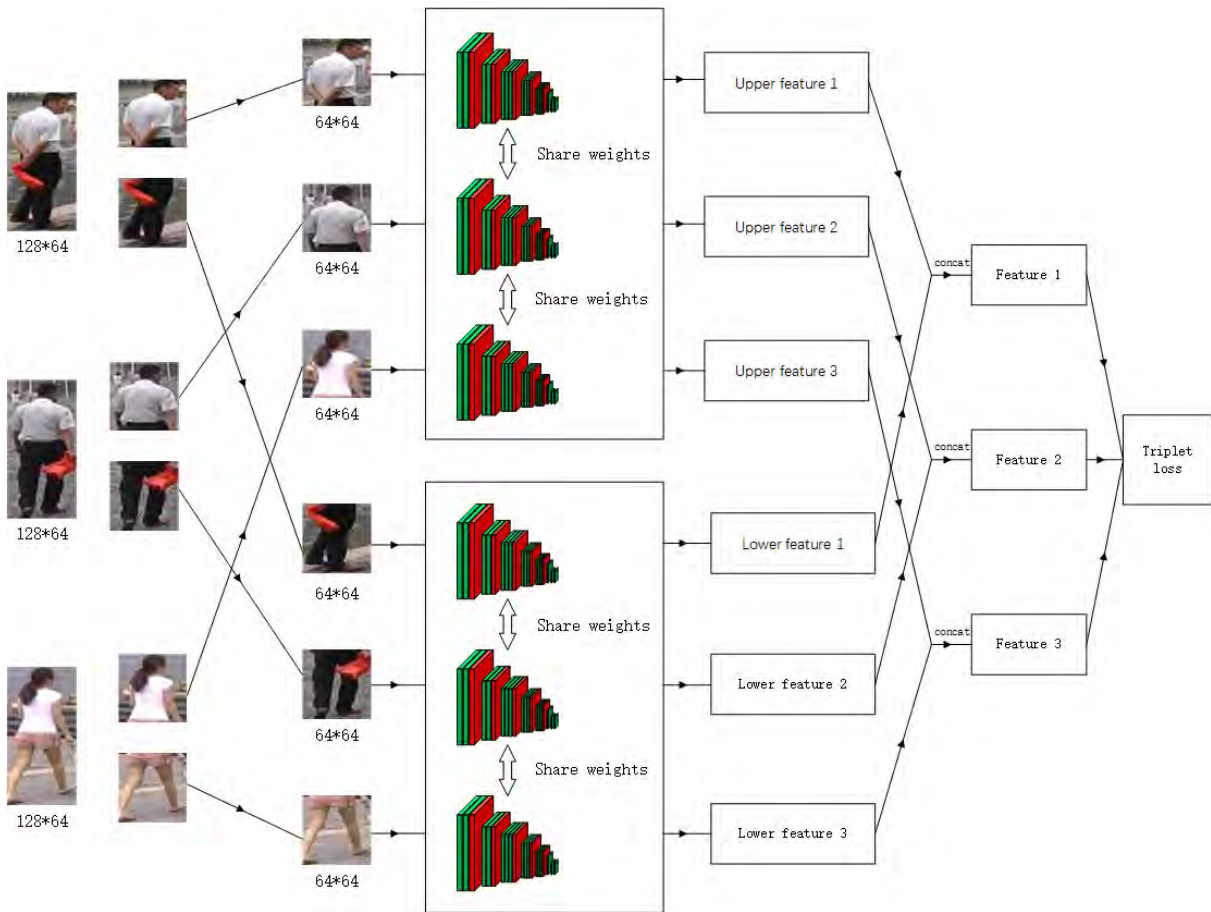 64*64
Upper feature 1
128*64
Share weights
64*64
Upper feature 2
concat
Feature 1
Share weights
64*64
Upper feature 3
128*64
concat
Feature 2
Triplet
loss
64*64
Lower feature 1
Share weights
concat
Feature 3
64*64
Lower feature 2
128*64
Share weights
64*64
Lower feature 3